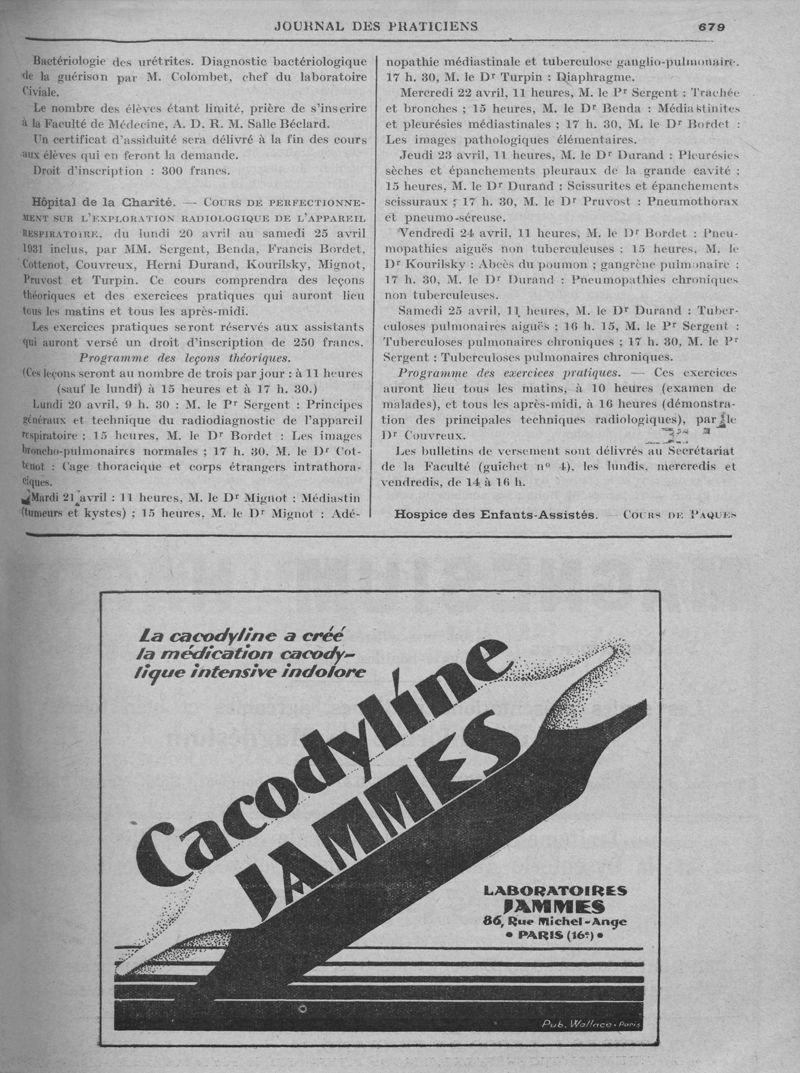 JOURNAL DES PRATICIENS
679
Bactériologie des urétrites. Diagnostic bactériologique
de la guérison par M. Colombet, chef du laboratoire
Civiale.
Le nombre des élèves étant limité, prière de s'inscrire
à la Faculté de Médecine, A. D. R. M. Salle Béclard.
Un certificat d'assiduité sera délivré à la fin des cours
aux élèves qui en feront la demande.
Droit d'inscription : 300 francs.
Hôpital de la Charité. — COURS DE PERFECTIONNE-
MENT SUR L'EXPLORATION RADIOLOGIQUE DE L'APPAREIL
RESPIRATOIRE, du lundi 20 avril au samedi 25 avril
1931 inclus, par MM. Sergent, Benda, Francis Bordet,
Cottenot, Couvreux, Herni Durand, Kourilsky, Mignot,
Pruvost et Turpin. Ce cours comprendra des leçons
théoriques et des exercices pratiques qui auront lieu
tous les matins et tous les après-midi.
Les exercices pratiques seront réservés aux assistants
qui auront versé un droit d'inscription de 250 francs.
Programme des leçons théoriques.
(Ces leçons seront au nombre de trois par jour : à 11 heures
(sauf le lundi) à 15 heures et à 17 h. 30.)
Lundi 20 avril, 9 h. 30 : M. le Pr Sergent : Principes
généraux et technique du radiodiagnostic de l'appareil
respiratoire ; 15 heures, M. le Dr Bordet : Les images
broncho-pulmonaires normales ; 17 h. 30, M. le Dr Cot-
tenot : Cage thoracique et corps étrangers intrathora-
ciques.
Mardi 21 avril : 11 heures, M. le Dr Mignot : Médiastin
(tumeurs et kystes) ; 15 heures, M. le Dr Mignot : Adé-
nopathie médiastinale et tuberculose ganglio-pulmonaire.
17 h. 30, M. le Dr Turpin : Diaphragme.
Mercredi 22 avril, 11 heures, M. le Pr Sergent : Trachée
et bronches ; 15 heures, M. le Dr Benda : Médiastinites
et pleurésies médiastinales ; 17 h. 30, M. le Dr Bordet :
Les images pathologiques élémentaires.
Jeudi 23 avril, 11 heures, M. le Dr Durand : Pleurésies
sèches et épanchements pleuraux de la grande cavité ;
15 heures, M. le Dr Durand : Scissurites et épanchements
scissuraux ; 17 h. 30, M. le Dr Pruvost : Pneumothorax
et pneumo-séreuse.
Vendredi 24 avril, 11 heures, M. le Dr Bordet : Pneu-
mopathies aiguës non tuberculeuses ; 15 heures, M. le
Dr Kourilsky : Abcès du poumon ; gangrène pulmonaire ;
17 h. 30, M. le Dr Durand : Pneumopathies chroniques
non tuberculeuses.
Samedi 25 avril, 11 heures, M. le Dr Durand : Tuber-
culoses pulmonaires aiguës ; 16 h. 15, M. le Pr Sergent :
Tuberculoses pulmonaires chroniques ; 17 h. 30, M. le Pr
Sergent : Tuberculoses pulmonaires chroniques.
Programme des exercices pratiques. — Ces exercices
auront lieu tous les matins, à 10 heures (examen de
malades), et tous les après-midi, à 16 heures (démonstra-
tion des principales techniques radiologiques), par le
Dr Couvreux.
Les bulletins de versement sont délivrés au Secrétariat
de la Faculté (guichet no 4), les lundis, mercredis et
vendredis, de 14 à 16 h.
Hospice des Enfants-Assistés. — COURS DE PAQUES
La cacodyline a créé
la médication cacody-
lique intensive indolore
Cacodyline
JAMMES
LABORATOIRES
JAMMES
86, Rue Michel-Ange
• PARIS (16e) •
Pub. Wallace - Paris